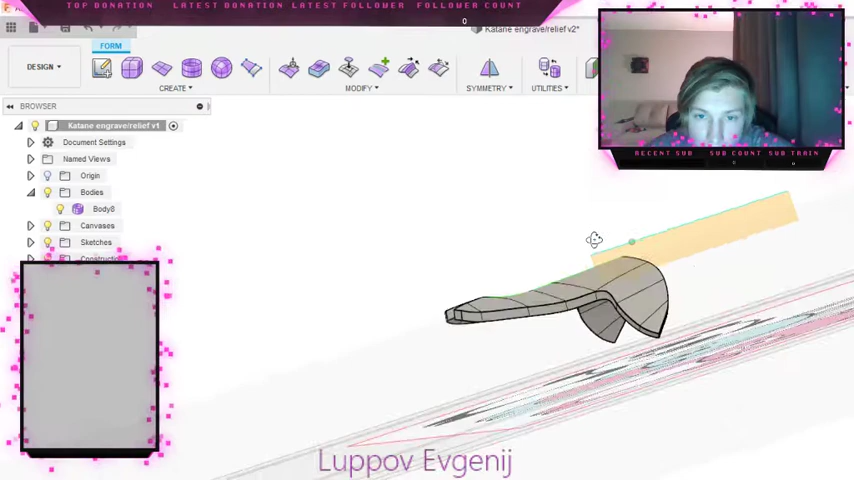 TOP DONATION LATEST DONATION LATEST FOLLOWER FOLLOWER COUNT
0
Katane engrave/relief v2*
FORM
DESIGN
CREATE
MODIFY
SYMMETRY
UTILITIES
RECENT SUB SUB COUNT SUB TRAIN
BROWSER
Katane engrave/relief v1
Document Settings
Named Views
Origin
Bodies
Body8
Canvases
Sketches
Luppov Evgenij